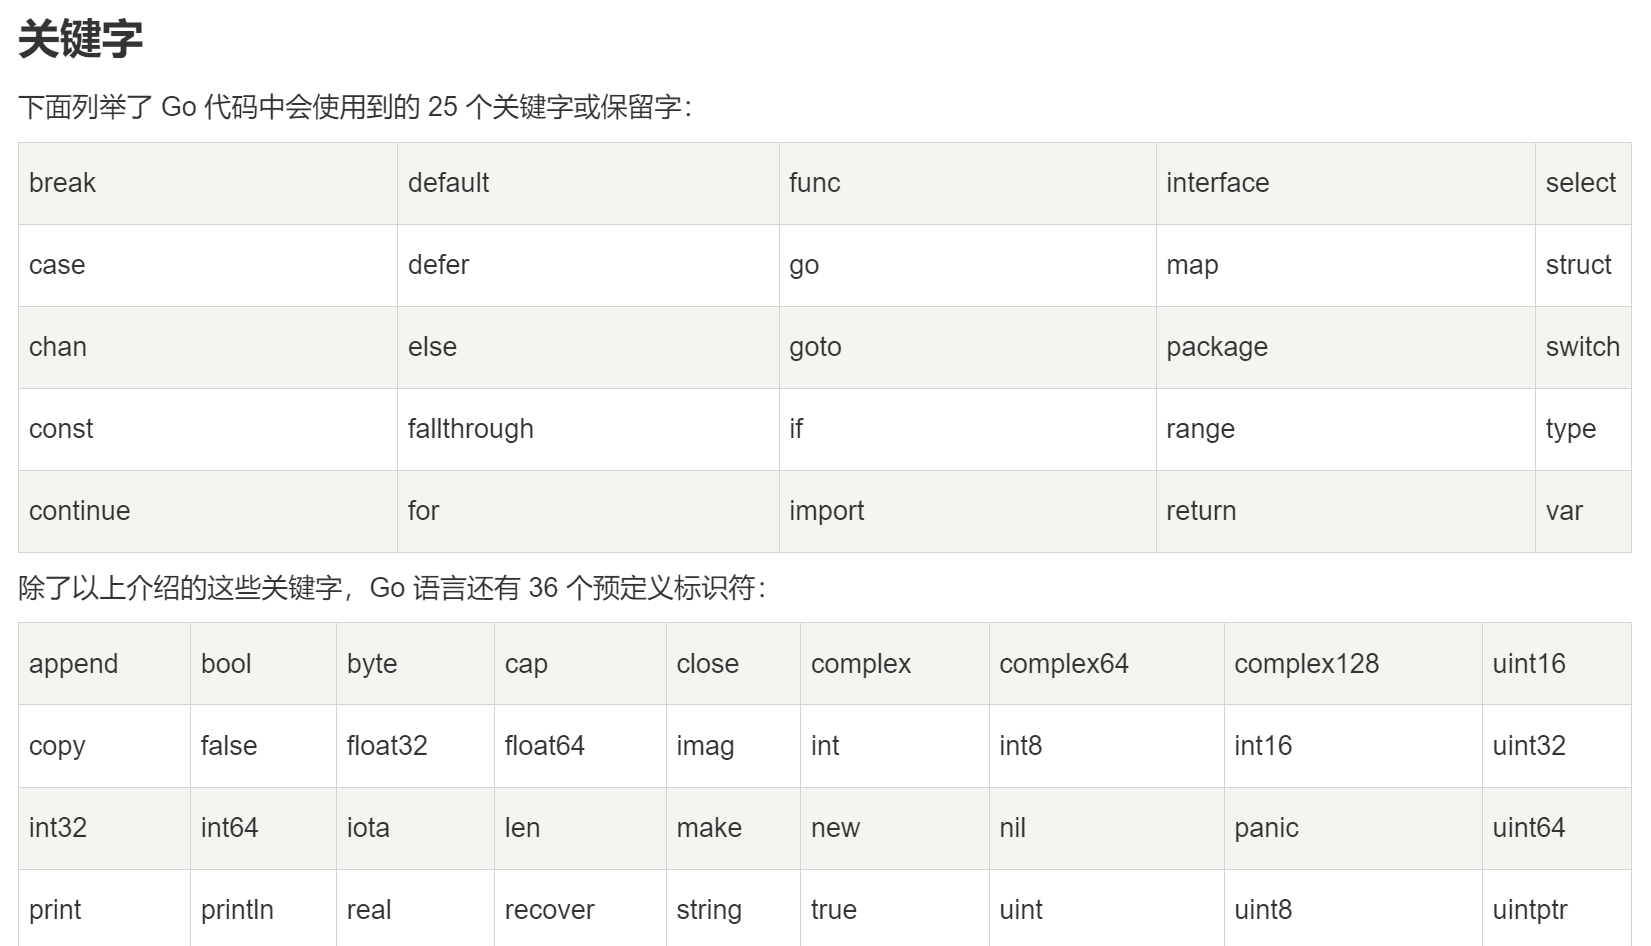 关键字
下面列举了 Go 代码中会使用到的 25 个关键字或保留字：
break default func interface select
case defer go map struct
chan else goto package switch
const fallthrough if range type
continue for import return var
除了以上介绍的这些关键字，Go 语言还有 36 个预定义标识符：
append bool byte cap close complex complex64 complex128 uint16
copy false float32 float64 imag int int8 int16 uint32
int32 int64 iota len make new nil panic uint64
print println real recover string true uint uint8 uintptr